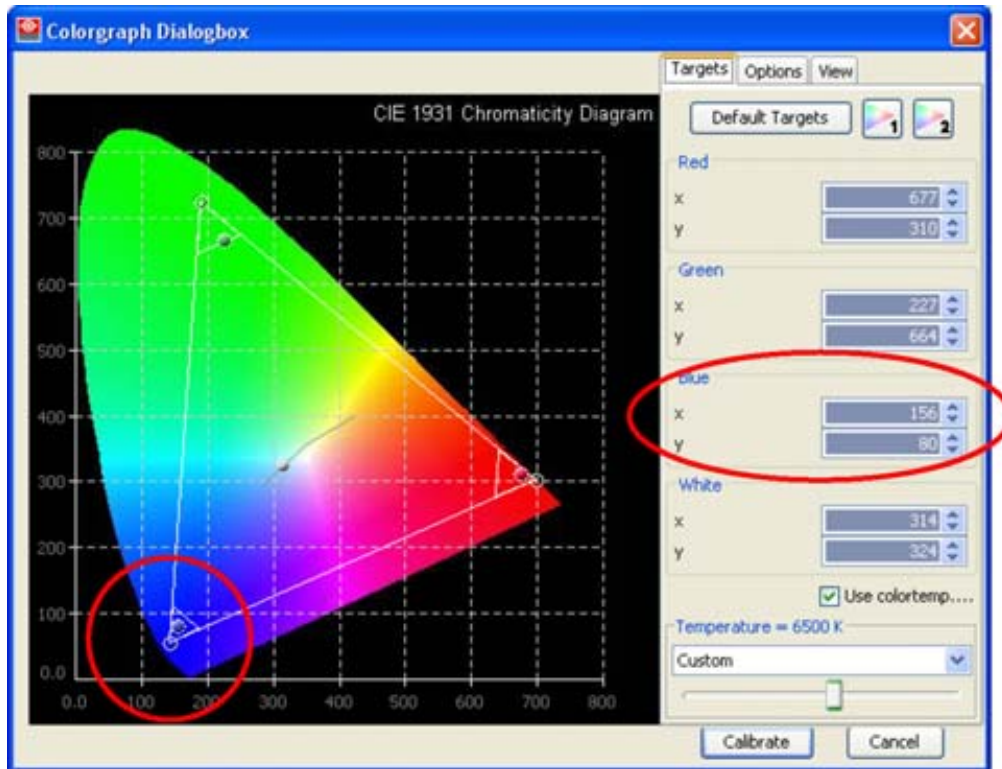 Colorgraph Dialogbox
Targets Options View
CIE 1931 Chromaticity Diagram
Default Targets 1 2
Red
x 677
y 310
Green
x 227
y 664
Blue
x 156
y 80
White
x 314
y 324
Use colortemp....
Temperature = 6500 K
Custom
Calibrate Cancel
800
700
600
500
400
300
200
100
0.0
0.0 100 200 300 400 500 600 700 800